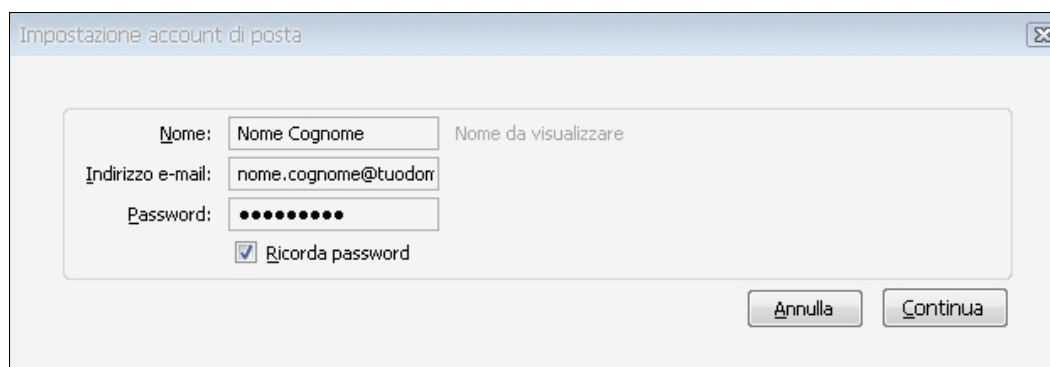 Impostazione account di posta
Nome: Nome Cognome Nome da visualizzare
Indirizzo e-mail: nome.cognome@tuodom
Password: •••••••••
Ricorda password
Annulla Continua